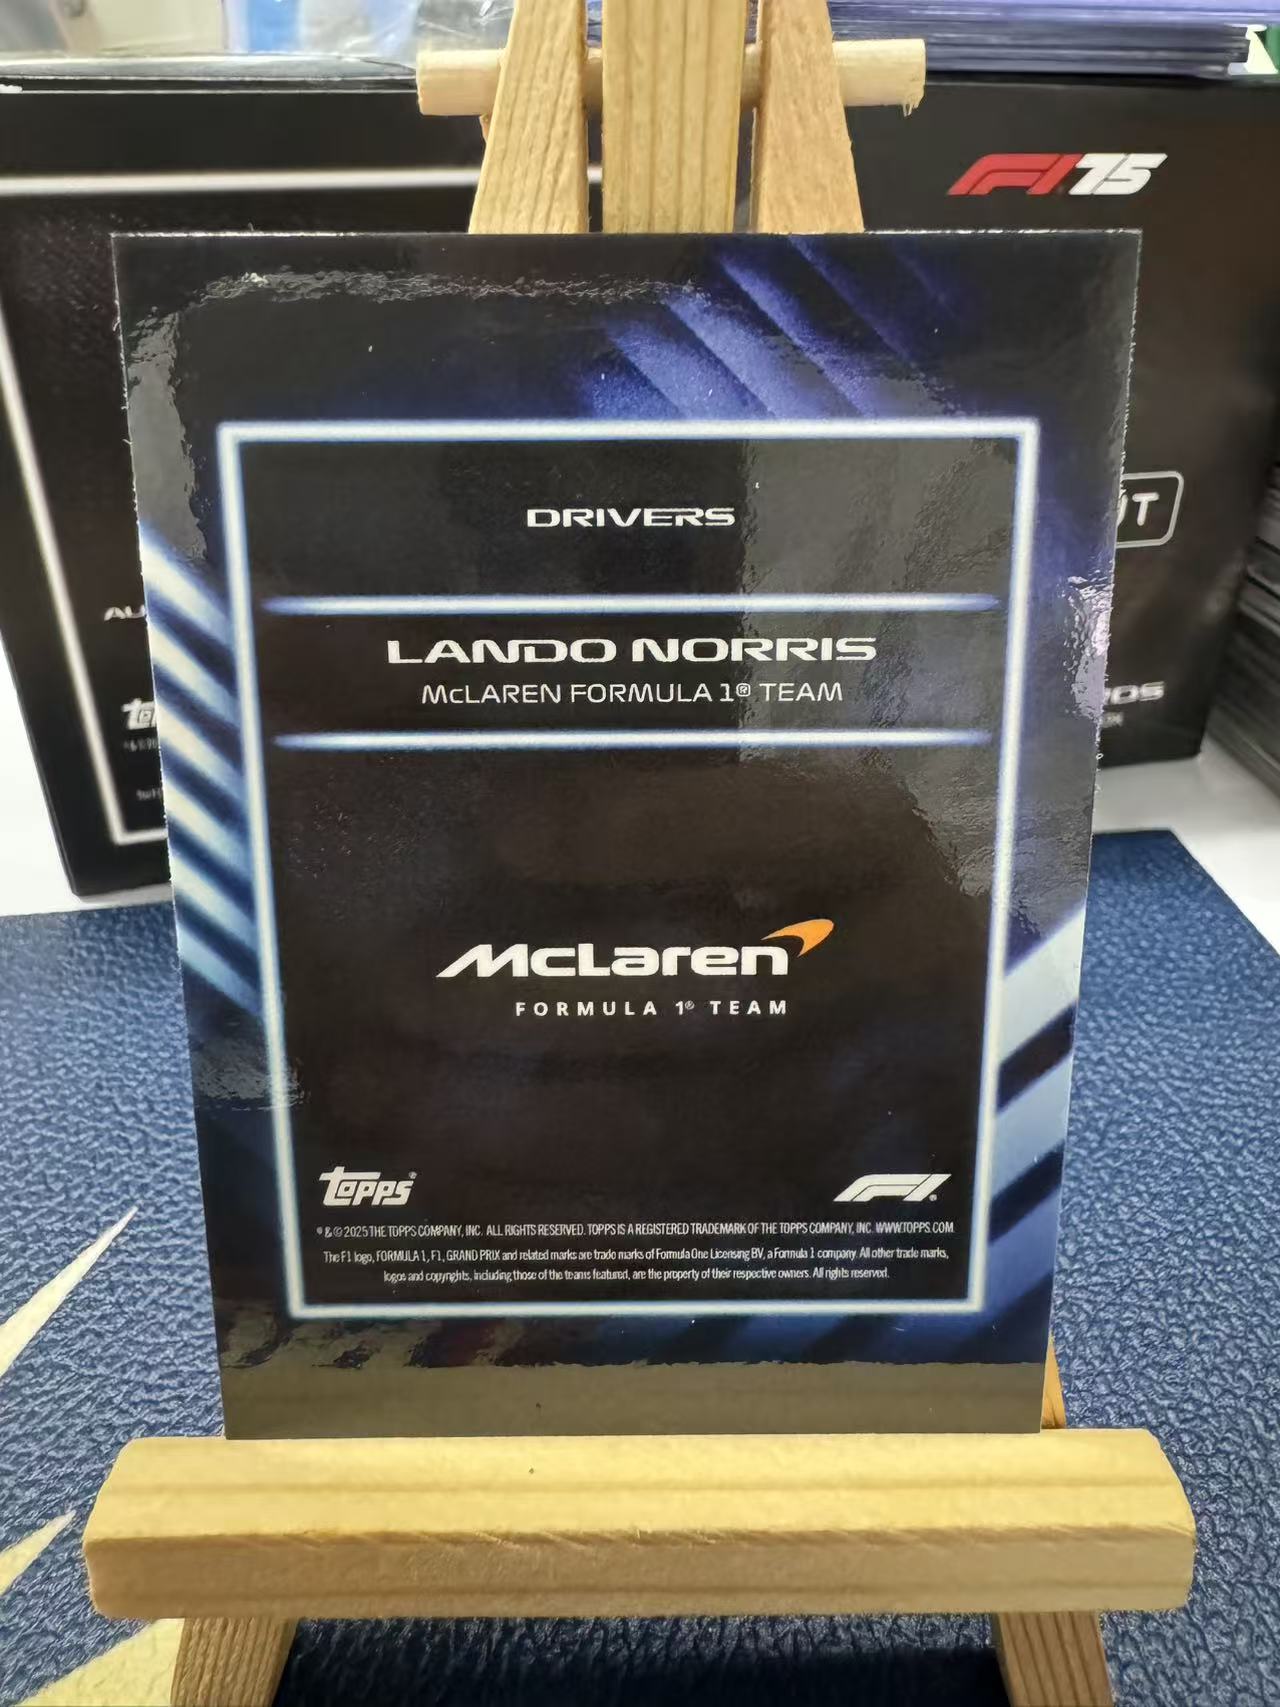 F1 75
DRIVERS
LANDO NORRIS
McLAREN FORMULA 1® TEAM
McLaren
FORMULA 1® TEAM
TOPPS®
F1®
® & © 2025 THE TOPPS COMPANY, INC. ALL RIGHTS RESERVED. TOPPS IS A REGISTERED TRADEMARK OF THE TOPPS COMPANY, INC. WWW.TOPPS.COM
The F1 logo, FORMULA 1, F1, GRAND PRIX and related marks are trade marks of Formula One Licensing BV, a Formula 1 company. All other trade marks,
logos and copyrights, including those of the teams featured, are the property of their respective owners. All rights reserved.